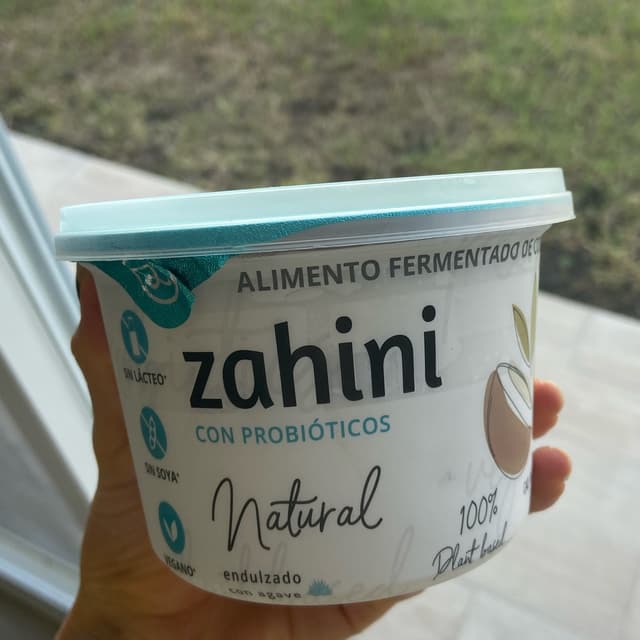 ALIMENTO FERMENTADO DE
zahini
CON PROBIÓTICOS
SIN LÁCTEO*
SIN SOYA*
VEGANO*
Natural
endulzado
con agave
100%
Plant based